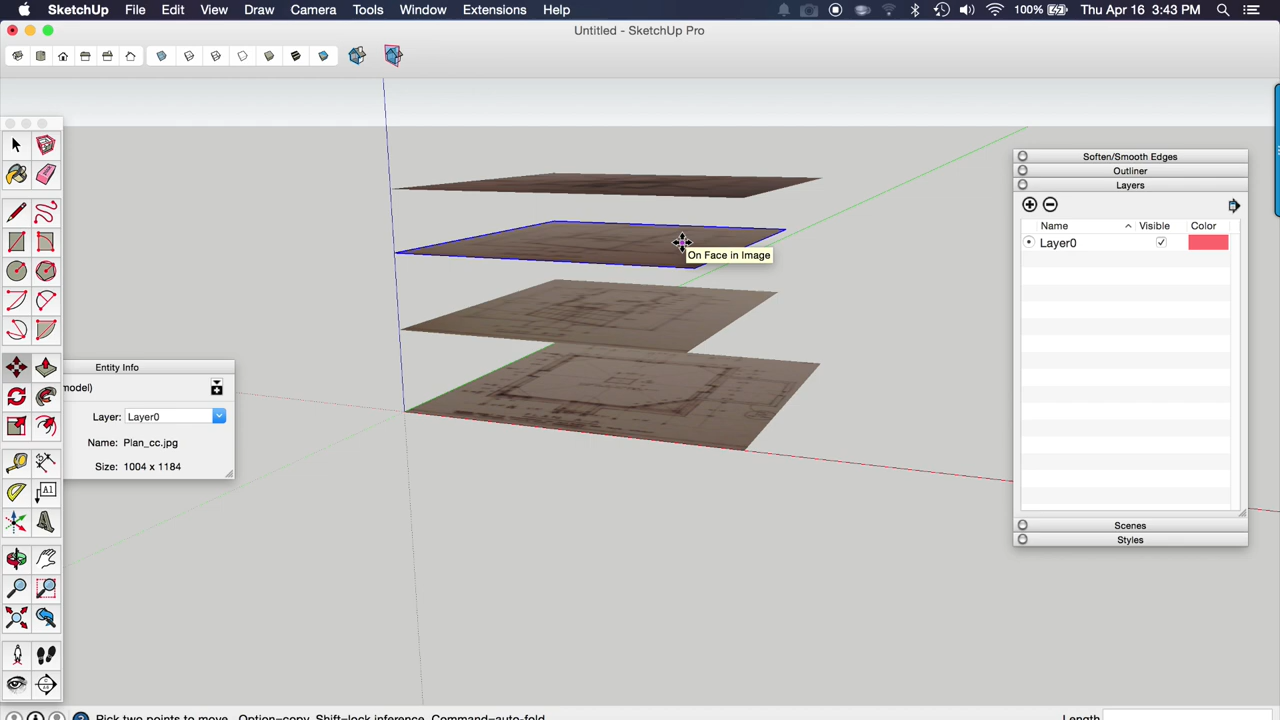 SketchUp File Edit View Draw Camera Tools Window Extensions Help 100% Thu Apr 16 3:43 PM
Untitled - SketchUp Pro
Soften/Smooth Edges
Outliner
Layers
Name Visible Color
Layer0
On Face in Image
Entity Info
model)
Layer: Layer0
Name: Plan_cc.jpg
Size: 1004 x 1184
A1
Scenes
Styles
Pick two points to move. Option=copy, Shift=lock inference, Command=auto-fold. Length